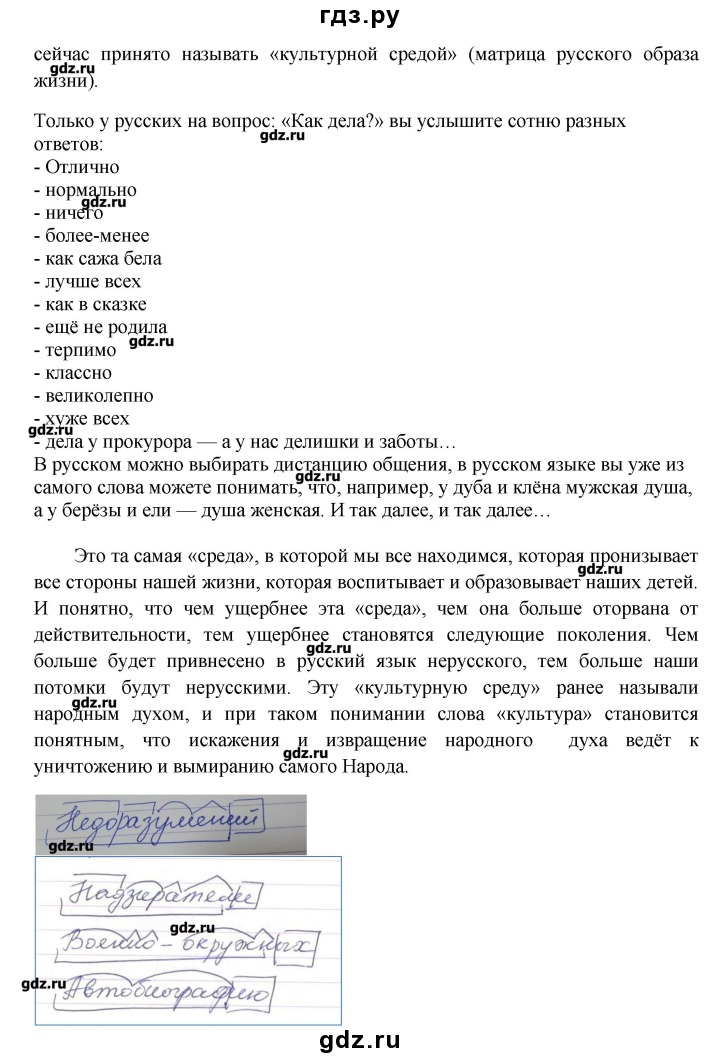 гдз.ру
сейчас принято называть «культурной средой» (матрица русского образа
gdz.ru
жизни).
Только у русских на вопрос: «Как дела?» вы услышите сотню разных
gdz.ru
ответов:
- Отлично
- нормально
gdz.ru
- ничего
- более-менее
- как сажа бела
- лучше всех
- как в сказке
- ещё не родила
gdz.ru
- терпимо
- классно
- великолепно
- хуже всех
gdz.ru
- дела у прокурора — а у нас делишки и заботы…
В русском можно выбирать дистанцию общения, в русском языке вы уже из
gdz.ru
самого слова можете понимать, что, например, у дуба и клёна мужская душа,
а у берёзы и ели — душа женская. И так далее, и так далее…
Это та самая «среда», в которой мы все находимся, которая пронизывает
gdz.ru
все стороны нашей жизни, которая воспитывает и образовывает наших детей.
И понятно, что чем ущербнее эта «среда», чем она больше оторвана от
действительности, тем ущербнее становятся следующие поколения. Чем
gdz.ru
больше будет привнесено в русский язык нерусского, тем больше наши
потомки будут нерусскими. Эту «культурную среду» ранее называли
gdz.ru
народным духом, и при таком понимании слова «культура» становится
понятным, что искажения и извращение народного духа ведёт к
gdz.ru
уничтожению и вымиранию самого Народа.
Недоразумений
gdz.ru
Надзиратели
gdz.ru
Военно-окружных
gdz.ru
Автобиографию
gdz.ru